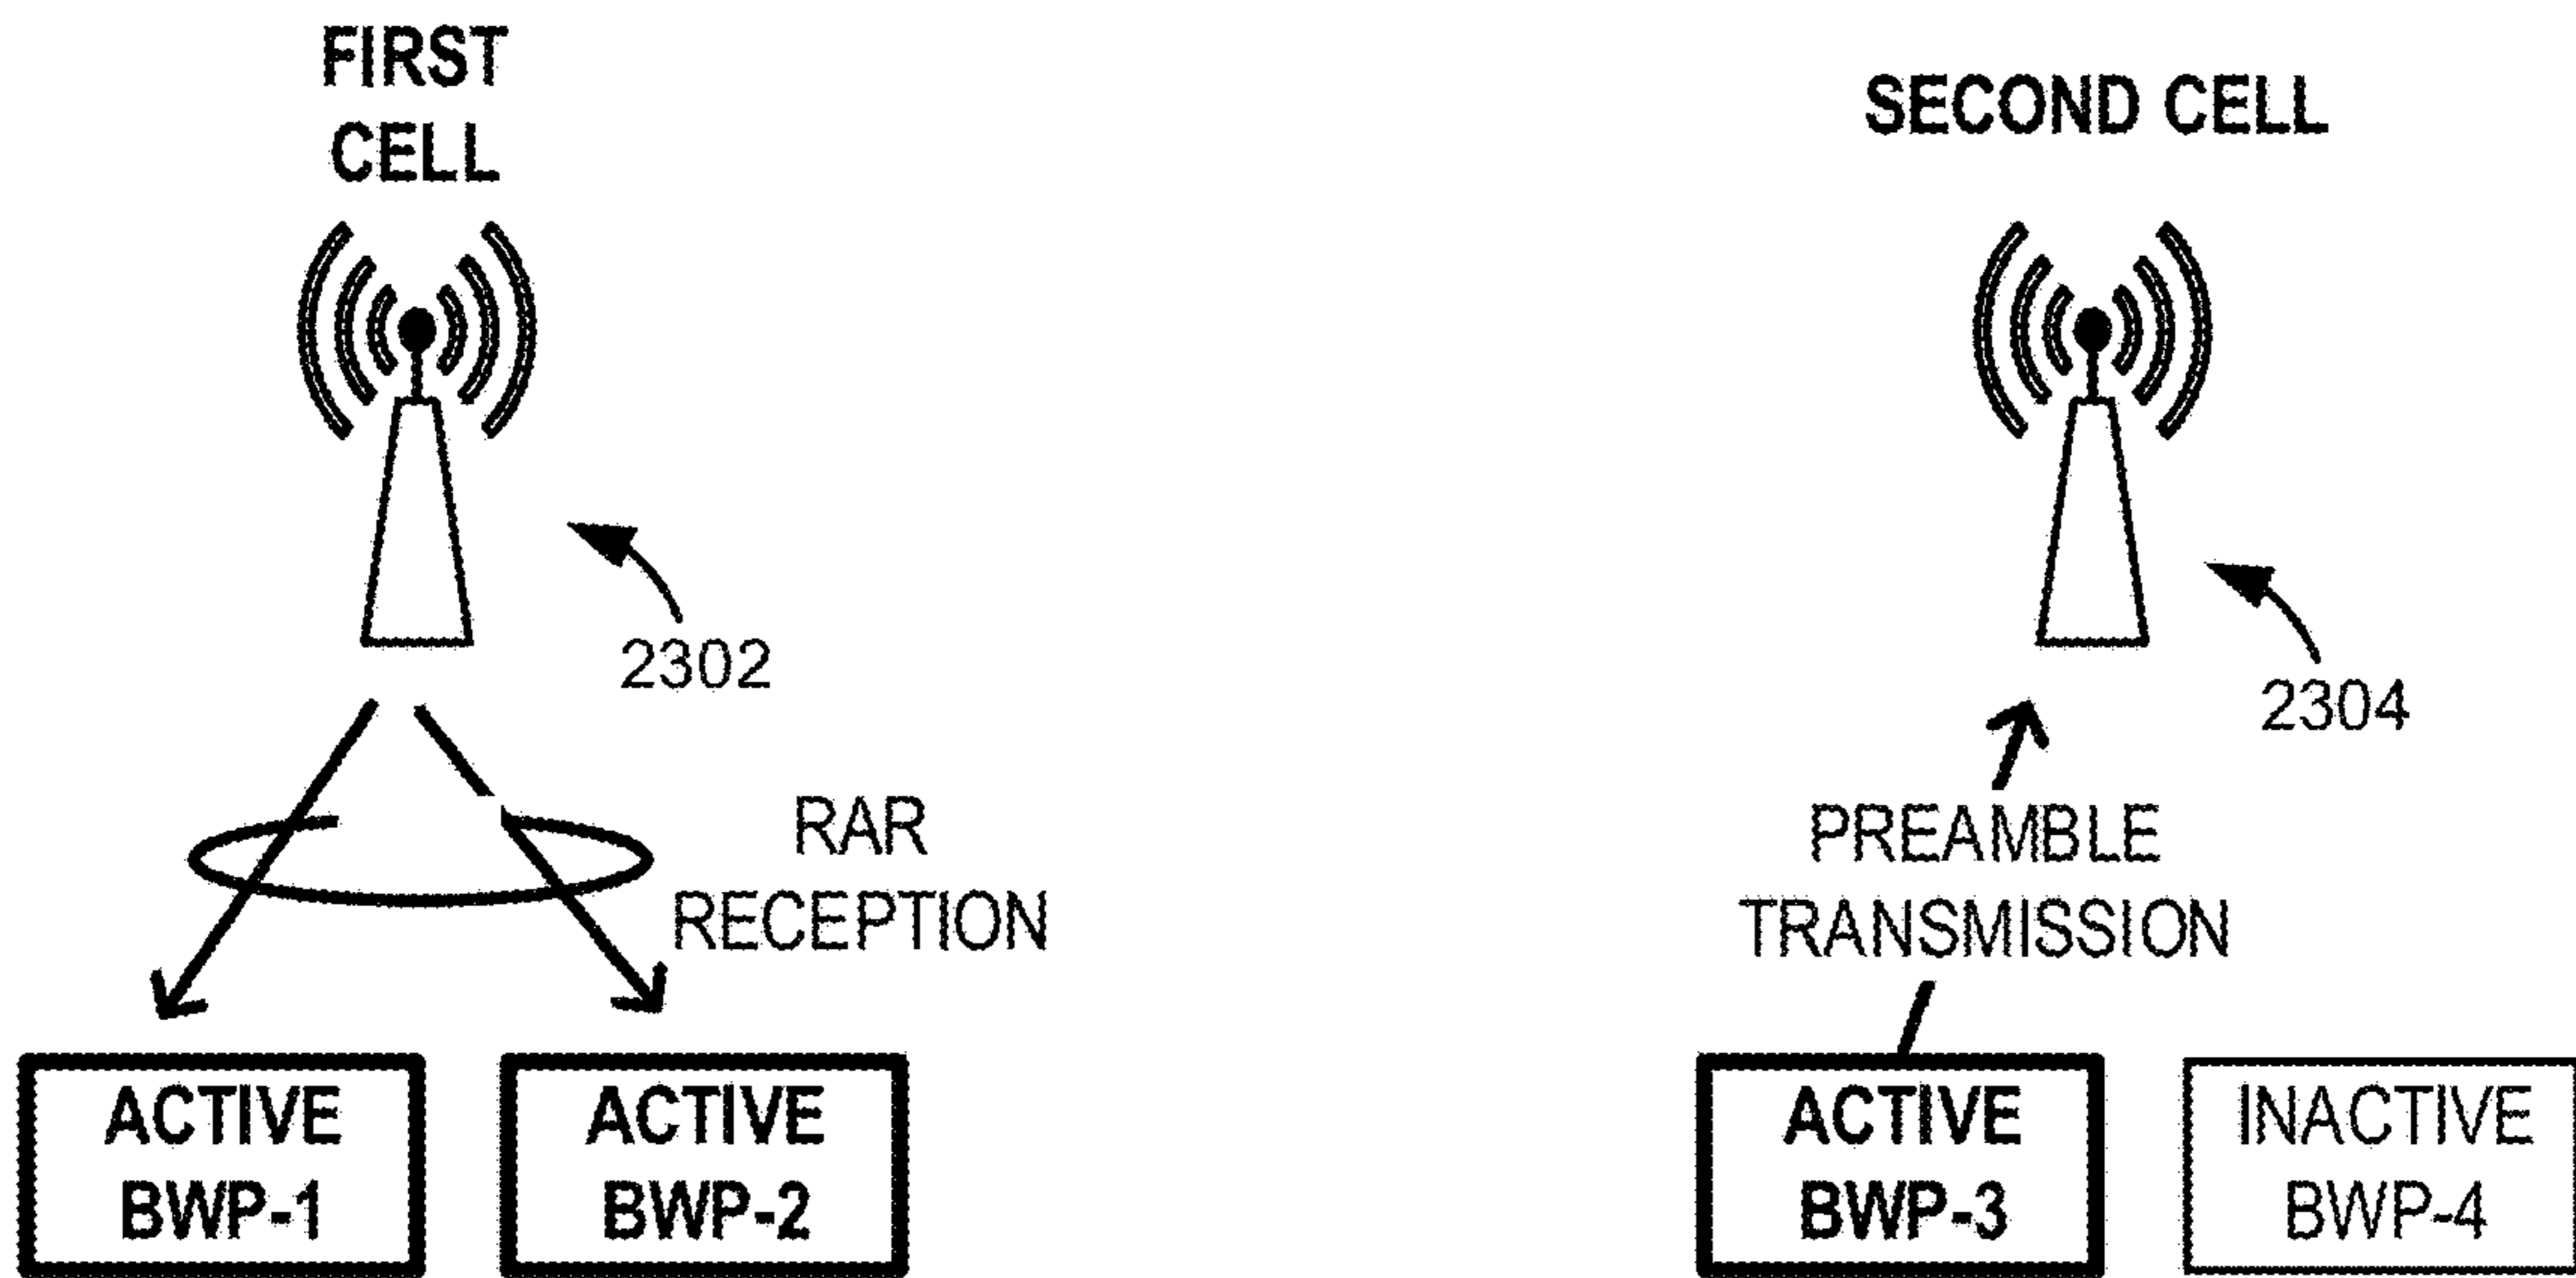 FIRST
CELL
SECOND CELL
2302
2304
RAR
RECEPTION
PREAMBLE
TRANSMISSION
ACTIVE
BWP-1
ACTIVE
BWP-2
ACTIVE
BWP-3
INACTIVE
BWP-4